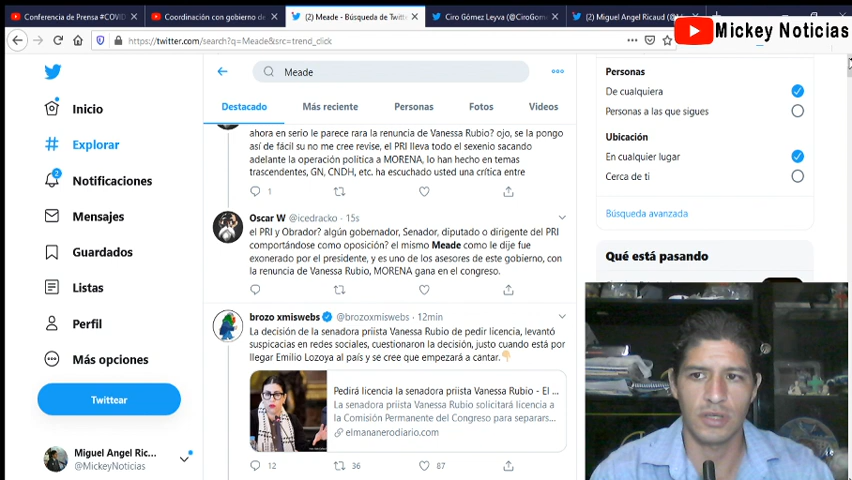 Conferencia de Prensa #COVID
Coordinación con gobierno de
Meade - Búsqueda de Twitt
Ciro Gómez Leyva (@CiroGom
Miguel Angel Ricaud (@
Mickey Noticias
https://twitter.com/search?q=Meade&src=trend_click
Meade
Destacado
Más reciente
Personas
Fotos
Videos
Inicio
Explorar
2
Notificaciones
Mensajes
Guardados
Listas
Perfil
Más opciones
Twittear
Miguel Angel Ric...
@MickeyNoticias
ahora en serio le parece rara la renuncia de Vanessa Rubio? ojo, se la pongo
así de fácil su no me cree revise, el PRI lleva todo el sexenio sacando
adelante la operación política a MORENA, lo han hecho en temas
trascendentes, GN, CNDH, etc. ha escuchado usted una crítica entre
1
Oscar W @icedracko · 15s
el PRI y Obrador? algún gobernador, Senador, diputado o dirigente del PRI
comportándose como oposición? el mismo Meade como le dije fue
exonerado por el presidente, y es uno de los asesores de este gobierno, con
la renuncia de Vanessa Rubio, MORENA gana en el congreso.
brozo xmiswebs @brozoxmiswebs · 12min
La decisión de la senadora priista Vanessa Rubio de pedir licencia, levantó
suspicacias en redes sociales, cuestionaron la decisión, justo cuando está por
llegar Emilio Lozoya al país y se cree que empezará a cantar.
Pedirá licencia la senadora priista Vanessa Rubio - El ...
La senadora priista Vanessa Rubio solicitará licencia a
la Comisión Permanente del Congreso para separars...
elmananerodiario.com
12
36
87
Personas
De cualquiera
Personas a las que sigues
Ubicación
En cualquier lugar
Cerca de ti
Búsqueda avanzada
Qué está pasando